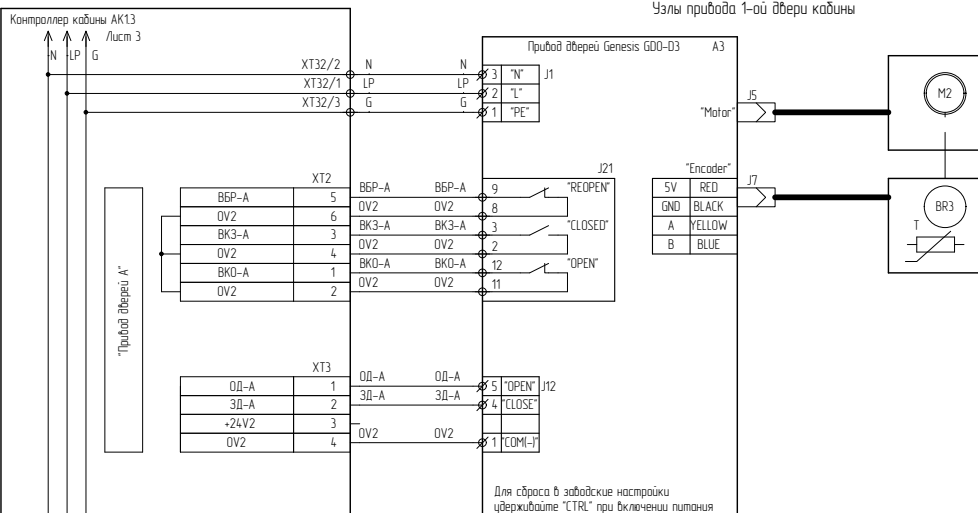 Узлы привода 1-ой двери кабины
Контроллер кабины АК1.3
Лист 3
N LP G
Привод дверей Genesis GDO-D3 A3
XT32/2 N N 3 "N" J1
XT32/1 LP LP 2 "L"
XT32/3 G G 1 "PE"
"Motor" J5
M2
"Encoder" J7
5V RED
GND BLACK
A YELLOW
B BLUE
BR3
T
"Привод дверей А"
XT2
J21
ВБР-А 5 ВБР-А ВБР-А 9 "REOPEN"
0V2 6 0V2 0V2 8
ВКЗ-А 3 ВКЗ-А ВКЗ-А 3 "CLOSED"
0V2 4 0V2 0V2 2
ВКО-А 1 ВКО-А ВКО-А 12 "OPEN"
0V2 2 0V2 0V2 11
XT3
ОД-А 1 ОД-А ОД-А 5 "OPEN" J12
ЗД-А 2 ЗД-А ЗД-А 4 "CLOSE"
+24V2 3
0V2 4 0V2 0V2 1 "COM(-)"
Для сброса в заводские настройки
удерживайте "CTRL" при включении питания